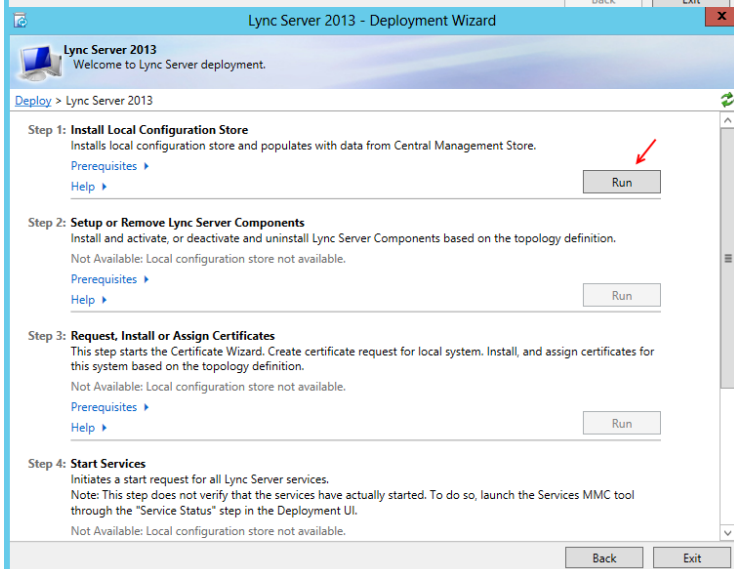 Back Exit
Lync Server 2013 - Deployment Wizard
x
Lync Server 2013
Welcome to Lync Server deployment.
Deploy > Lync Server 2013
Step 1: Install Local Configuration Store
Installs local configuration store and populates with data from Central Management Store.
Prerequisites
Help
Run
Step 2: Setup or Remove Lync Server Components
Install and activate, or deactivate and uninstall Lync Server Components based on the topology definition.
Not Available: Local configuration store not available.
Prerequisites
Help
Run
Step 3: Request, Install or Assign Certificates
This step starts the Certificate Wizard. Create certificate request for local system. Install, and assign certificates for
this system based on the topology definition.
Not Available: Local configuration store not available.
Prerequisites
Help
Run
Step 4: Start Services
Initiates a start request for all Lync Server services.
Note: This step does not verify that the services have actually started. To do so, launch the Services MMC tool
through the "Service Status" step in the Deployment UI.
Not Available: Local configuration store not available.
Back Exit